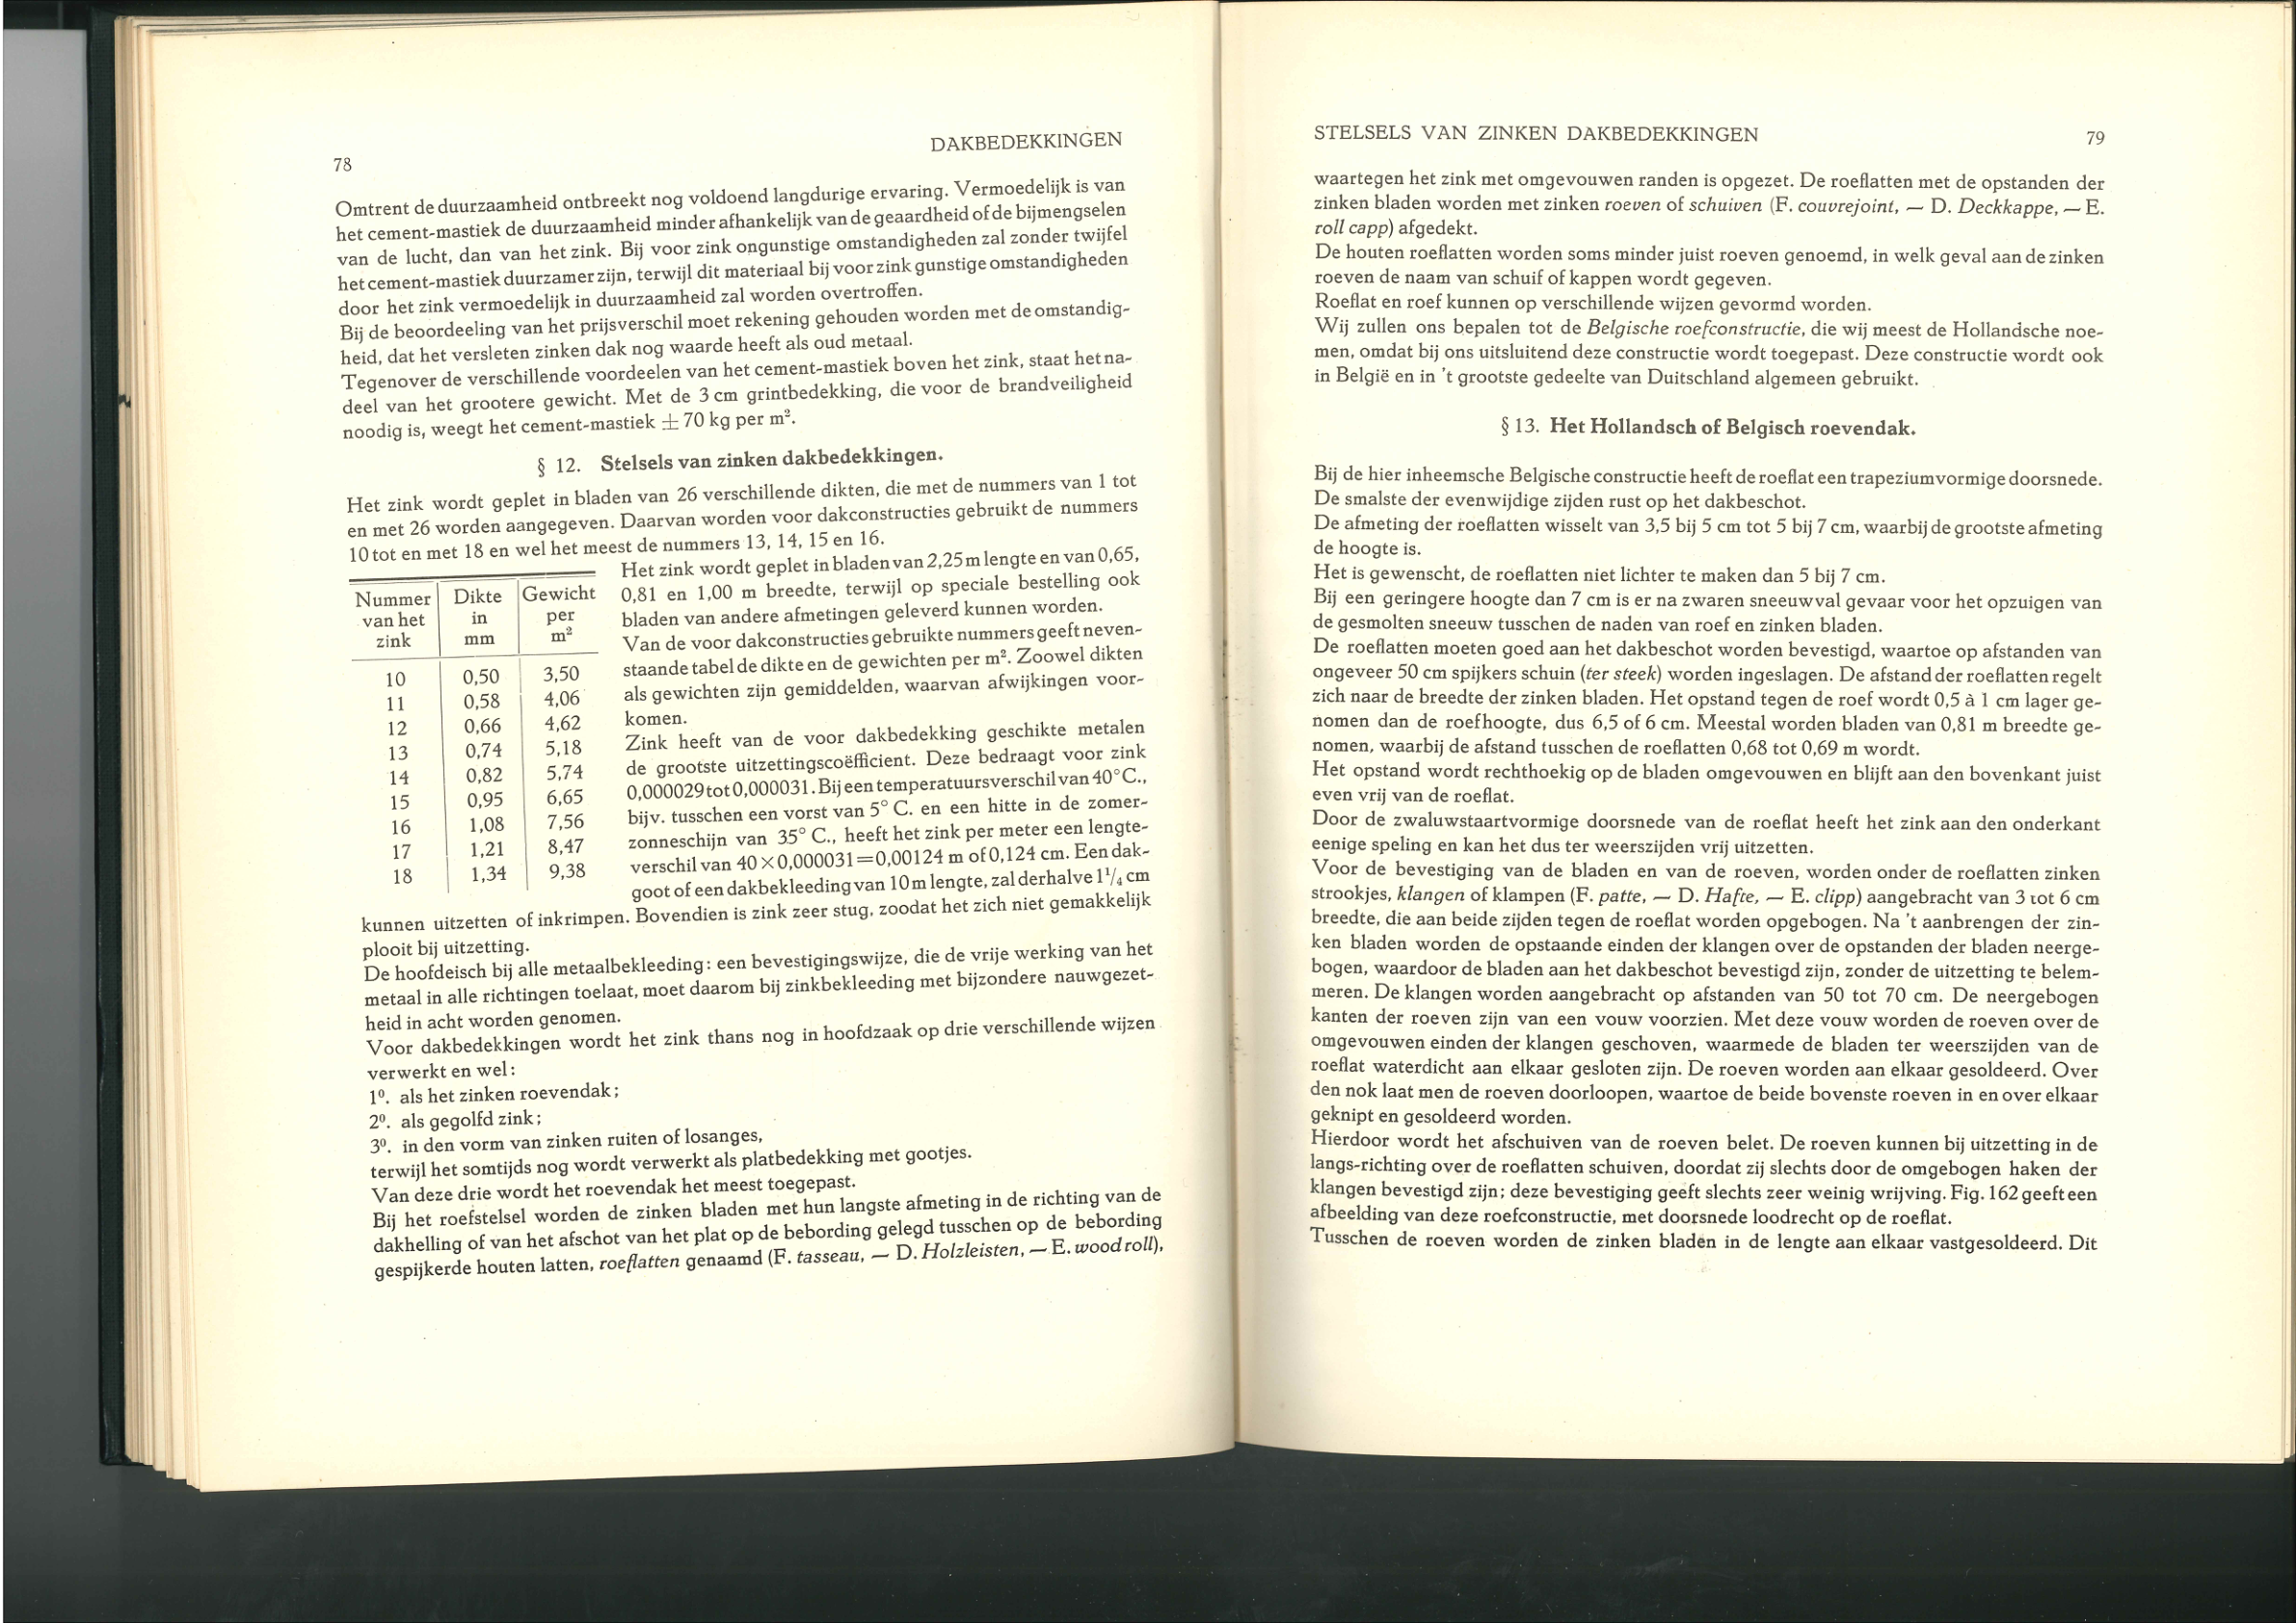 DAKBEDEKKINGEN
78
Omtrent de duurzaamheid ontbreekt nog voldoend langdurige ervaring. Vermoedelijk is van
het cement-mastiek de duurzaamheid minder afhankelijk van de geaardheid of de bijmengselen
van de lucht, dan van het zink. Bij voor zink ongunstige omstandigheden zal zonder twijfel
het cement-mastiek duurzamer zijn, terwijl dit materiaal bij voor zink gunstige omstandigheden
door het zink vermoedelijk in duurzaamheid zal worden overtroffen.
Bij de beoordeeling van het prijsverschil moet rekening gehouden worden met de omstandig-
heid, dat het versleten zinken dak nog waarde heeft als oud metaal.
Tegenover de verschillende voordeelen van het cement-mastiek boven het zink, staat het na-
deel van het grootere gewicht. Met de 3 cm grintbedekking, die voor de brandveiligheid
noodig is, weegt het cement-mastiek ± 70 kg per m².
§ 12. Stelsels van zinken dakbedekkingen.
Het zink wordt geplet in bladen van 26 verschillende dikten, die met de nummers van 1 tot
en met 26 worden aangegeven. Daarvan worden voor dakconstructies gebruikt de nummers
10 tot en met 18 en wel het meest de nummers 13, 14, 15 en 16.
Nummer van het zink | Dikte in mm | Gewicht per m²
10 | 0,50 | 3,50
11 | 0,58 | 4,06
12 | 0,66 | 4,62
13 | 0,74 | 5,18
14 | 0,82 | 5,74
15 | 0,95 | 6,65
16 | 1,08 | 7,56
17 | 1,21 | 8,47
18 | 1,34 | 9,38
Het zink wordt geplet in bladen van 2,25 m lengte en van 0,65,
0,81 en 1,00 m breedte, terwijl op speciale bestelling ook
bladen van andere afmetingen geleverd kunnen worden.
Van de voor dakconstructies gebruikte nummers geeft neven-
staande tabel de dikte en de gewichten per m². Zoowel dikten
als gewichten zijn gemiddelden, waarvan afwijkingen voor-
komen.
Zink heeft van de voor dakbedekking geschikte metalen
de grootste uitzettingscoëfficient. Deze bedraagt voor zink
0,000029 tot 0,000031. Bij een temperatuursverschil van 40° C.,
bijv. tusschen een vorst van 5° C. en een hitte in de zomer-
zonneschijn van 35° C., heeft het zink per meter een lengte-
verschil van 40 × 0,000031 = 0,00124 m of 0,124 cm. Een dak-
goot of een dakbekleeding van 10 m lengte, zal derhalve 1¹/₄ cm
kunnen uitzetten of inkrimpen. Bovendien is zink zeer stug, zoodat het zich niet gemakkelijk
plooit bij uitzetting.
De hoofdeisch bij alle metaalbekleeding: een bevestigingswijze, die de vrije werking van het
metaal in alle richtingen toelaat, moet daarom bij zinkbekleeding met bijzondere nauwgezet-
heid in acht worden genomen.
Voor dakbedekkingen wordt het zink thans nog in hoofdzaak op drie verschillende wijzen
verwerkt en wel:
1⁰. als het zinken roevendak;
2⁰. als gegolfd zink;
3⁰. in den vorm van zinken ruiten of losanges,
terwijl het somtijds nog wordt verwerkt als platbedekking met gootjes.
Van deze drie wordt het roevendak het meest toegepast.
Bij het roefstelsel worden de zinken bladen met hun langste afmeting in de richting van de
dakhelling of van het afschot van het plat op de bebording gelegd tusschen op de bebording
gespijkerde houten latten, roeflatten genaamd (F. tasseau, — D. Holzleisten, — E. wood roll),
STELSELS VAN ZINKEN DAKBEDEKKINGEN 79
waartegen het zink met omgevouwen randen is opgezet. De roeflatten met de opstanden der
zinken bladen worden met zinken roeven of schuiven (F. couvrejoint, — D. Deckkappe, — E.
roll capp) afgedekt.
De houten roeflatten worden soms minder juist roeven genoemd, in welk geval aan de zinken
roeven de naam van schuif of kappen wordt gegeven.
Roeflat en roef kunnen op verschillende wijzen gevormd worden.
Wij zullen ons bepalen tot de Belgische roefconstructie, die wij meest de Hollandsche noe-
men, omdat bij ons uitsluitend deze constructie wordt toegepast. Deze constructie wordt ook
in België en in 't grootste gedeelte van Duitschland algemeen gebruikt.
§ 13. Het Hollandsch of Belgisch roevendak.
Bij de hier inheemsche Belgische constructie heeft de roeflat een trapeziumvormige doorsnede.
De smalste der evenwijdige zijden rust op het dakbeschot.
De afmeting der roeflatten wisselt van 3,5 bij 5 cm tot 5 bij 7 cm, waarbij de grootste afmeting
de hoogte is.
Het is gewenscht, de roeflatten niet lichter te maken dan 5 bij 7 cm.
Bij een geringere hoogte dan 7 cm is er na zwaren sneeuwval gevaar voor het opzuigen van
de gesmolten sneeuw tusschen de naden van roef en zinken bladen.
De roeflatten moeten goed aan het dakbeschot worden bevestigd, waartoe op afstanden van
ongeveer 50 cm spijkers schuin (ter steek) worden ingeslagen. De afstand der roeflatten regelt
zich naar de breedte der zinken bladen. Het opstand tegen de roef wordt 0,5 à 1 cm lager ge-
nomen dan de roefhoogte, dus 6,5 of 6 cm. Meestal worden bladen van 0,81 m breedte ge-
nomen, waarbij de afstand tusschen de roeflatten 0,68 tot 0,69 m wordt.
Het opstand wordt rechthoekig op de bladen omgevouwen en blijft aan den bovenkant juist
even vrij van de roeflat.
Door de zwaluwstaartvormige doorsnede van de roeflat heeft het zink aan den onderkant
eenige speling en kan het dus ter weerszijden vrij uitzetten.
Voor de bevestiging van de bladen en van de roeven, worden onder de roeflatten zinken
strookjes, klangen of klampen (F. patte, — D. Hafte, — E. clipp) aangebracht van 3 tot 6 cm
breedte, die aan beide zijden tegen de roeflat worden opgebogen. Na 't aanbrengen der zin-
ken bladen worden de opstaande einden der klangen over de opstanden der bladen neerge-
bogen, waardoor de bladen aan het dakbeschot bevestigd zijn, zonder de uitzetting te belem-
meren. De klangen worden aangebracht op afstanden van 50 tot 70 cm. De neergebogen
kanten der roeven zijn van een vouw voorzien. Met deze vouw worden de roeven over de
omgevouwen einden der klangen geschoven, waarmede de bladen ter weerszijden van de
roeflat waterdicht aan elkaar gesloten zijn. De roeven worden aan elkaar gesoldeerd. Over
den nok laat men de roeven doorloopen, waartoe de beide bovenste roeven in en over elkaar
geknipt en gesoldeerd worden.
Hierdoor wordt het afschuiven van de roeven belet. De roeven kunnen bij uitzetting in de
langs-richting over de roeflatten schuiven, doordat zij slechts door de omgebogen haken der
klangen bevestigd zijn; deze bevestiging geeft slechts zeer weinig wrijving. Fig. 162 geeft een
afbeelding van deze roefconstructie, met doorsnede loodrecht op de roeflat.
Tusschen de roeven worden de zinken bladen in de lengte aan elkaar vastgesoldeerd. Dit